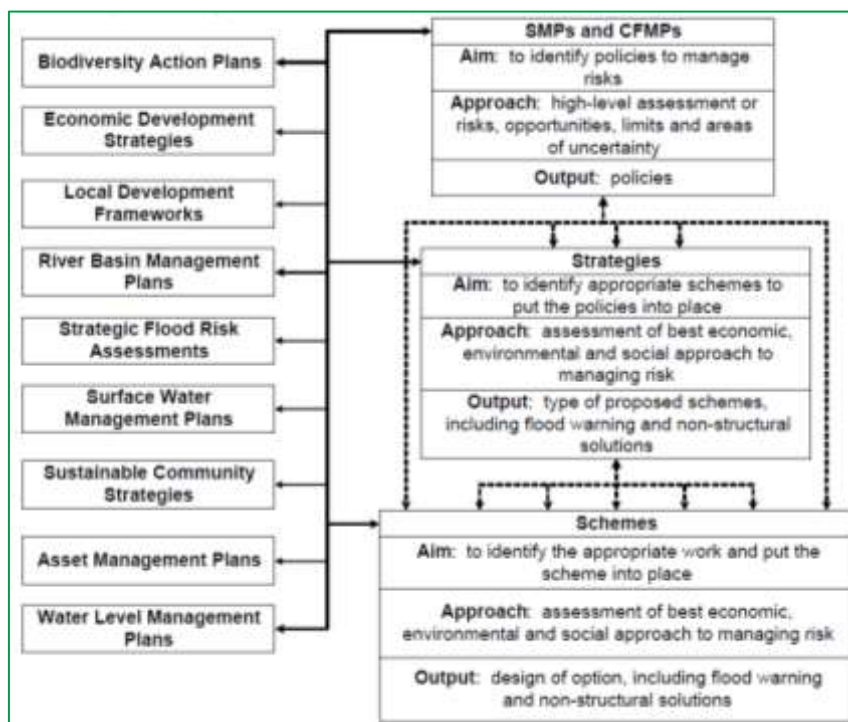 Biodiversity Action Plans
Economic Development
Strategies
Local Development
Frameworks
River Basin Management
Plans
Strategic Flood Risk
Assessments
Surface Water
Management Plans
Sustainable Community
Strategies
Asset Management Plans
Water Level Management
Plans
SMPs and CFMPs
Aim: to identify policies to manage
risks
Approach: high-level assessment or
risks, opportunities, limits and areas
of uncertainty
Output: policies
Strategies
Aim: to identify appropriate schemes to
put the policies into place
Approach: assessment of best economic,
environmental and social approach to
managing risk
Output: type of proposed schemes,
including flood warning and non-structural
solutions
Schemes
Aim: to identify the appropriate work and put the
scheme into place
Approach: assessment of best economic,
environmental and social approach to managing risk
Output: design of option, including flood warning
and non-structural solutions